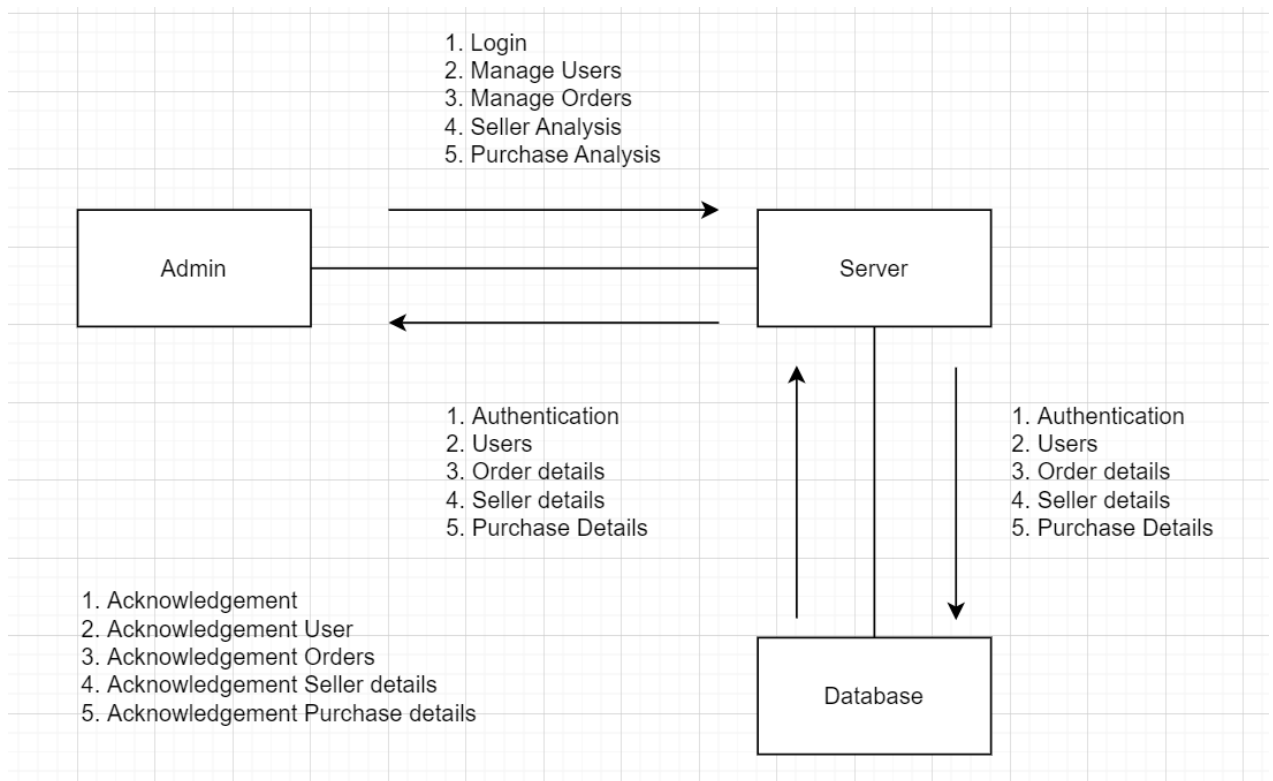 1. Login
2. Manage Users
3. Manage Orders
4. Seller Analysis
5. Purchase Analysis
Admin
Server
1. Authentication
2. Users
3. Order details
4. Seller details
5. Purchase Details
1. Authentication
2. Users
3. Order details
4. Seller details
5. Purchase Details
1. Acknowledgement
2. Acknowledgement User
3. Acknowledgement Orders
4. Acknowledgement Seller details
5. Acknowledgement Purchase details
Database